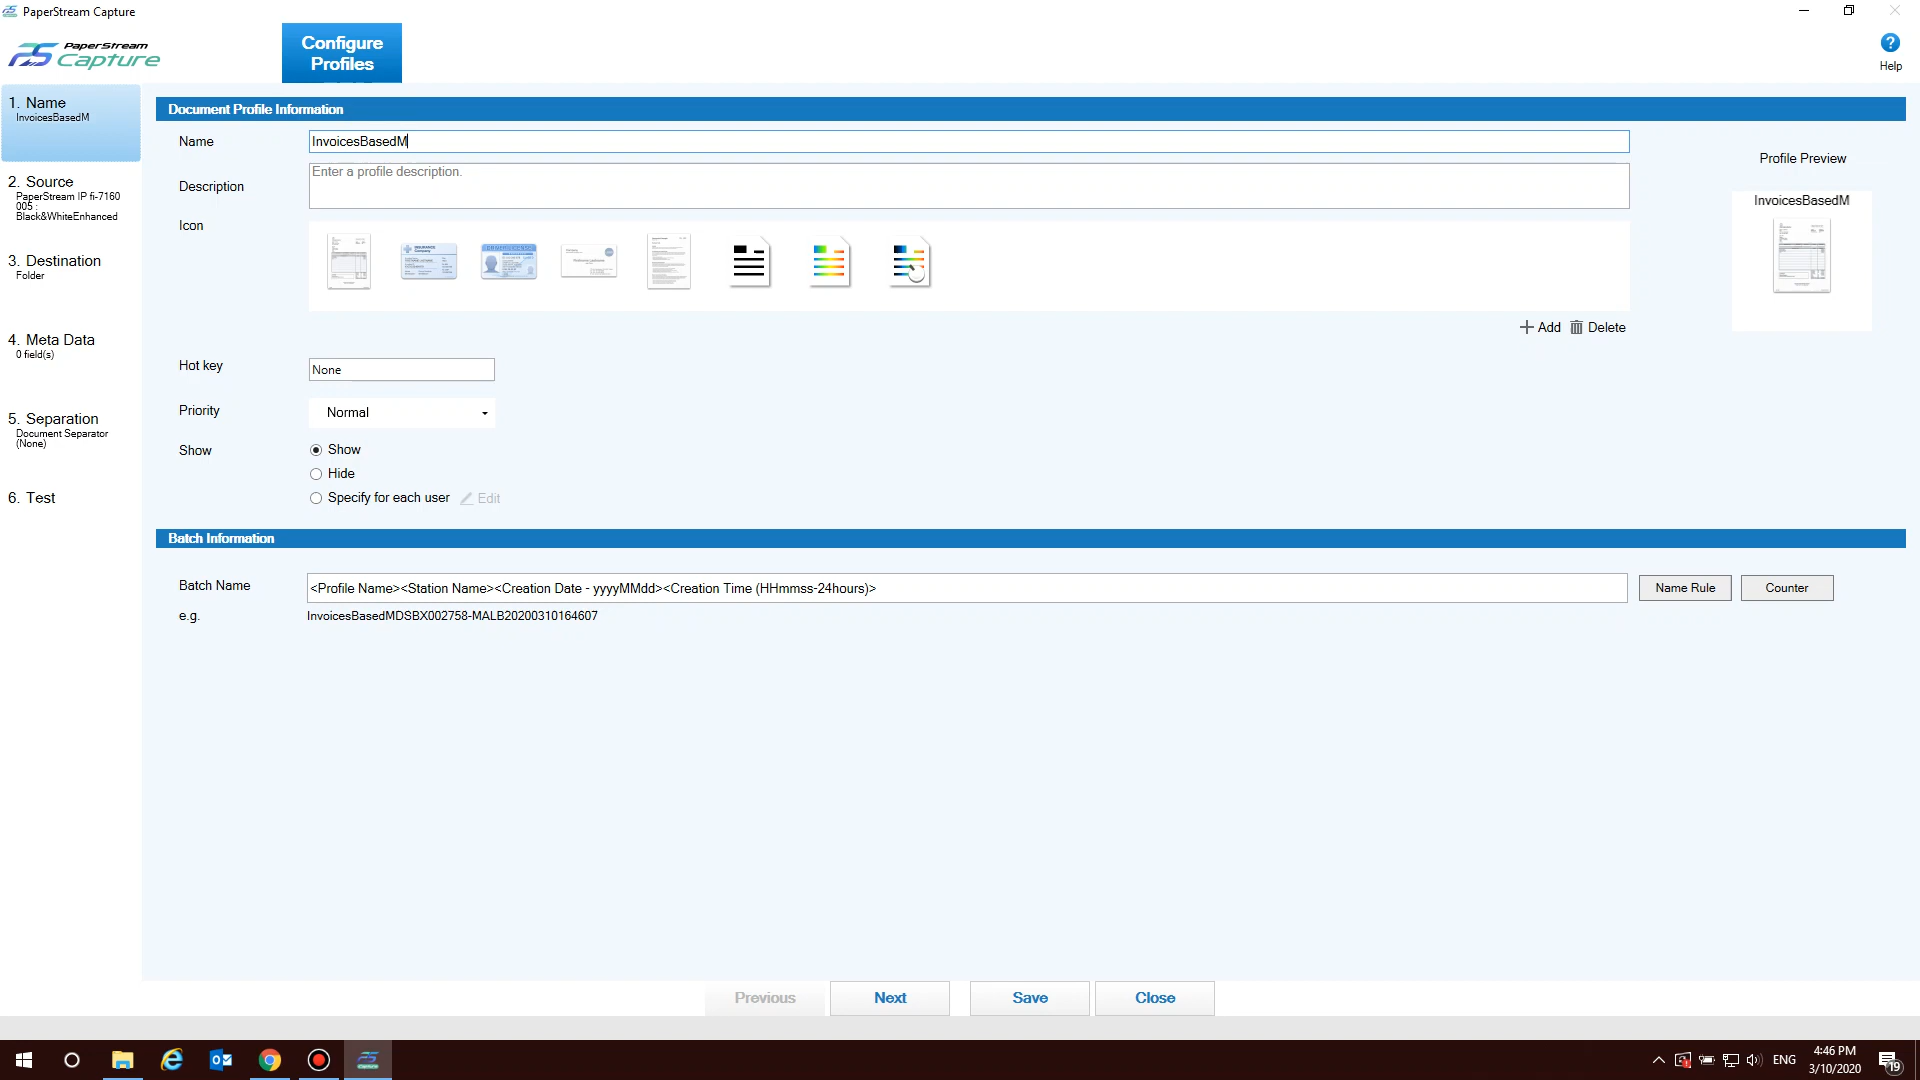 PaperStream Capture
PaperStream
Capture
Configure
Profiles
?
Help
1. Name
InvoicesBasedM
2. Source
PaperStream IP fi-7160
005 :
Black&WhiteEnhanced
3. Destination
Folder
4. Meta Data
0 field(s)
5. Separation
Document Separator
(None)
6. Test
Document Profile Information
Name
InvoicesBasedM
Description
Enter a profile description.
Icon
INSURANCE
Company
Add
Delete
Profile Preview
InvoicesBasedM
Hot key
None
Priority
Normal
Show
Show
Hide
Specify for each user
Edit
Batch Information
Batch Name
<Profile Name><Station Name><Creation Date - yyyyMMdd><Creation Time (HHmmss-24hours)>
Name Rule
Counter
e.g.
InvoicesBasedMDSBX002758-MALB20200310164607
Previous
Next
Save
Close
ENG
4:46 PM
3/10/2020
19